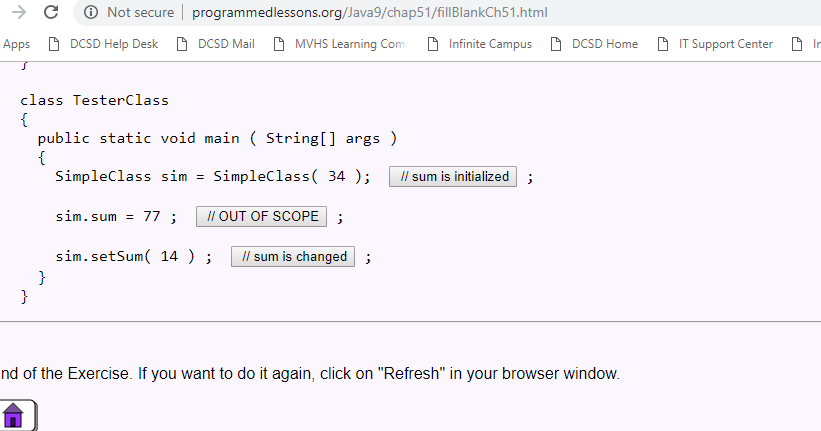 Not secure | programmedlessons.org/Java9/chap51/fillBlankCh51.html
Apps DCSD Help Desk DCSD Mail MVHS Learning Com Infinite Campus DCSD Home IT Support Center In
}
class TesterClass
{
public static void main ( String[] args )
{
SimpleClass sim = SimpleClass( 34 ); // sum is initialized ;
sim.sum = 77 ; // OUT OF SCOPE ;
sim.setSum( 14 ) ; // sum is changed ;
}
}
nd of the Exercise. If you want to do it again, click on "Refresh" in your browser window.